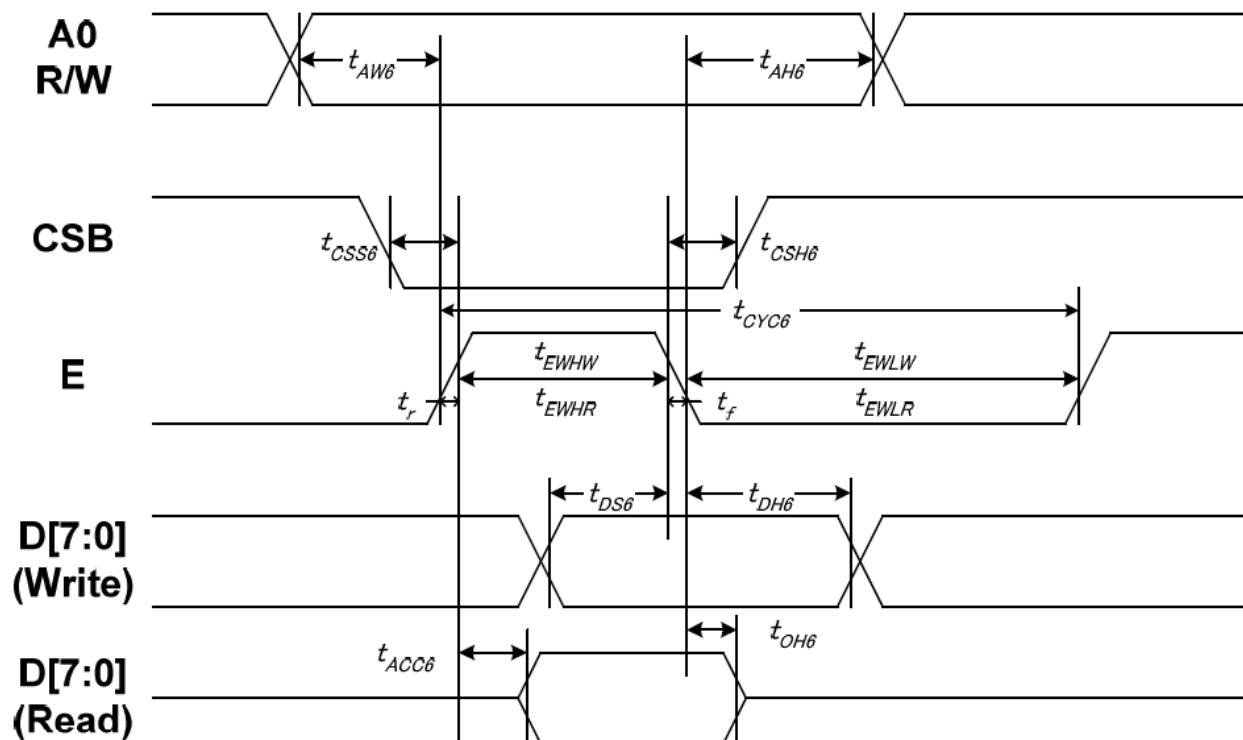 A0
R/W
tAW6
tAH6
CSB
tCSS6
tCSH6
tCYC6
E
tEWHW
tEWLW
tr
tEWHR
tf
tEWLR
tDS6
tDH6
D[7:0]
(Write)
tOH6
tACC6
D[7:0]
(Read)